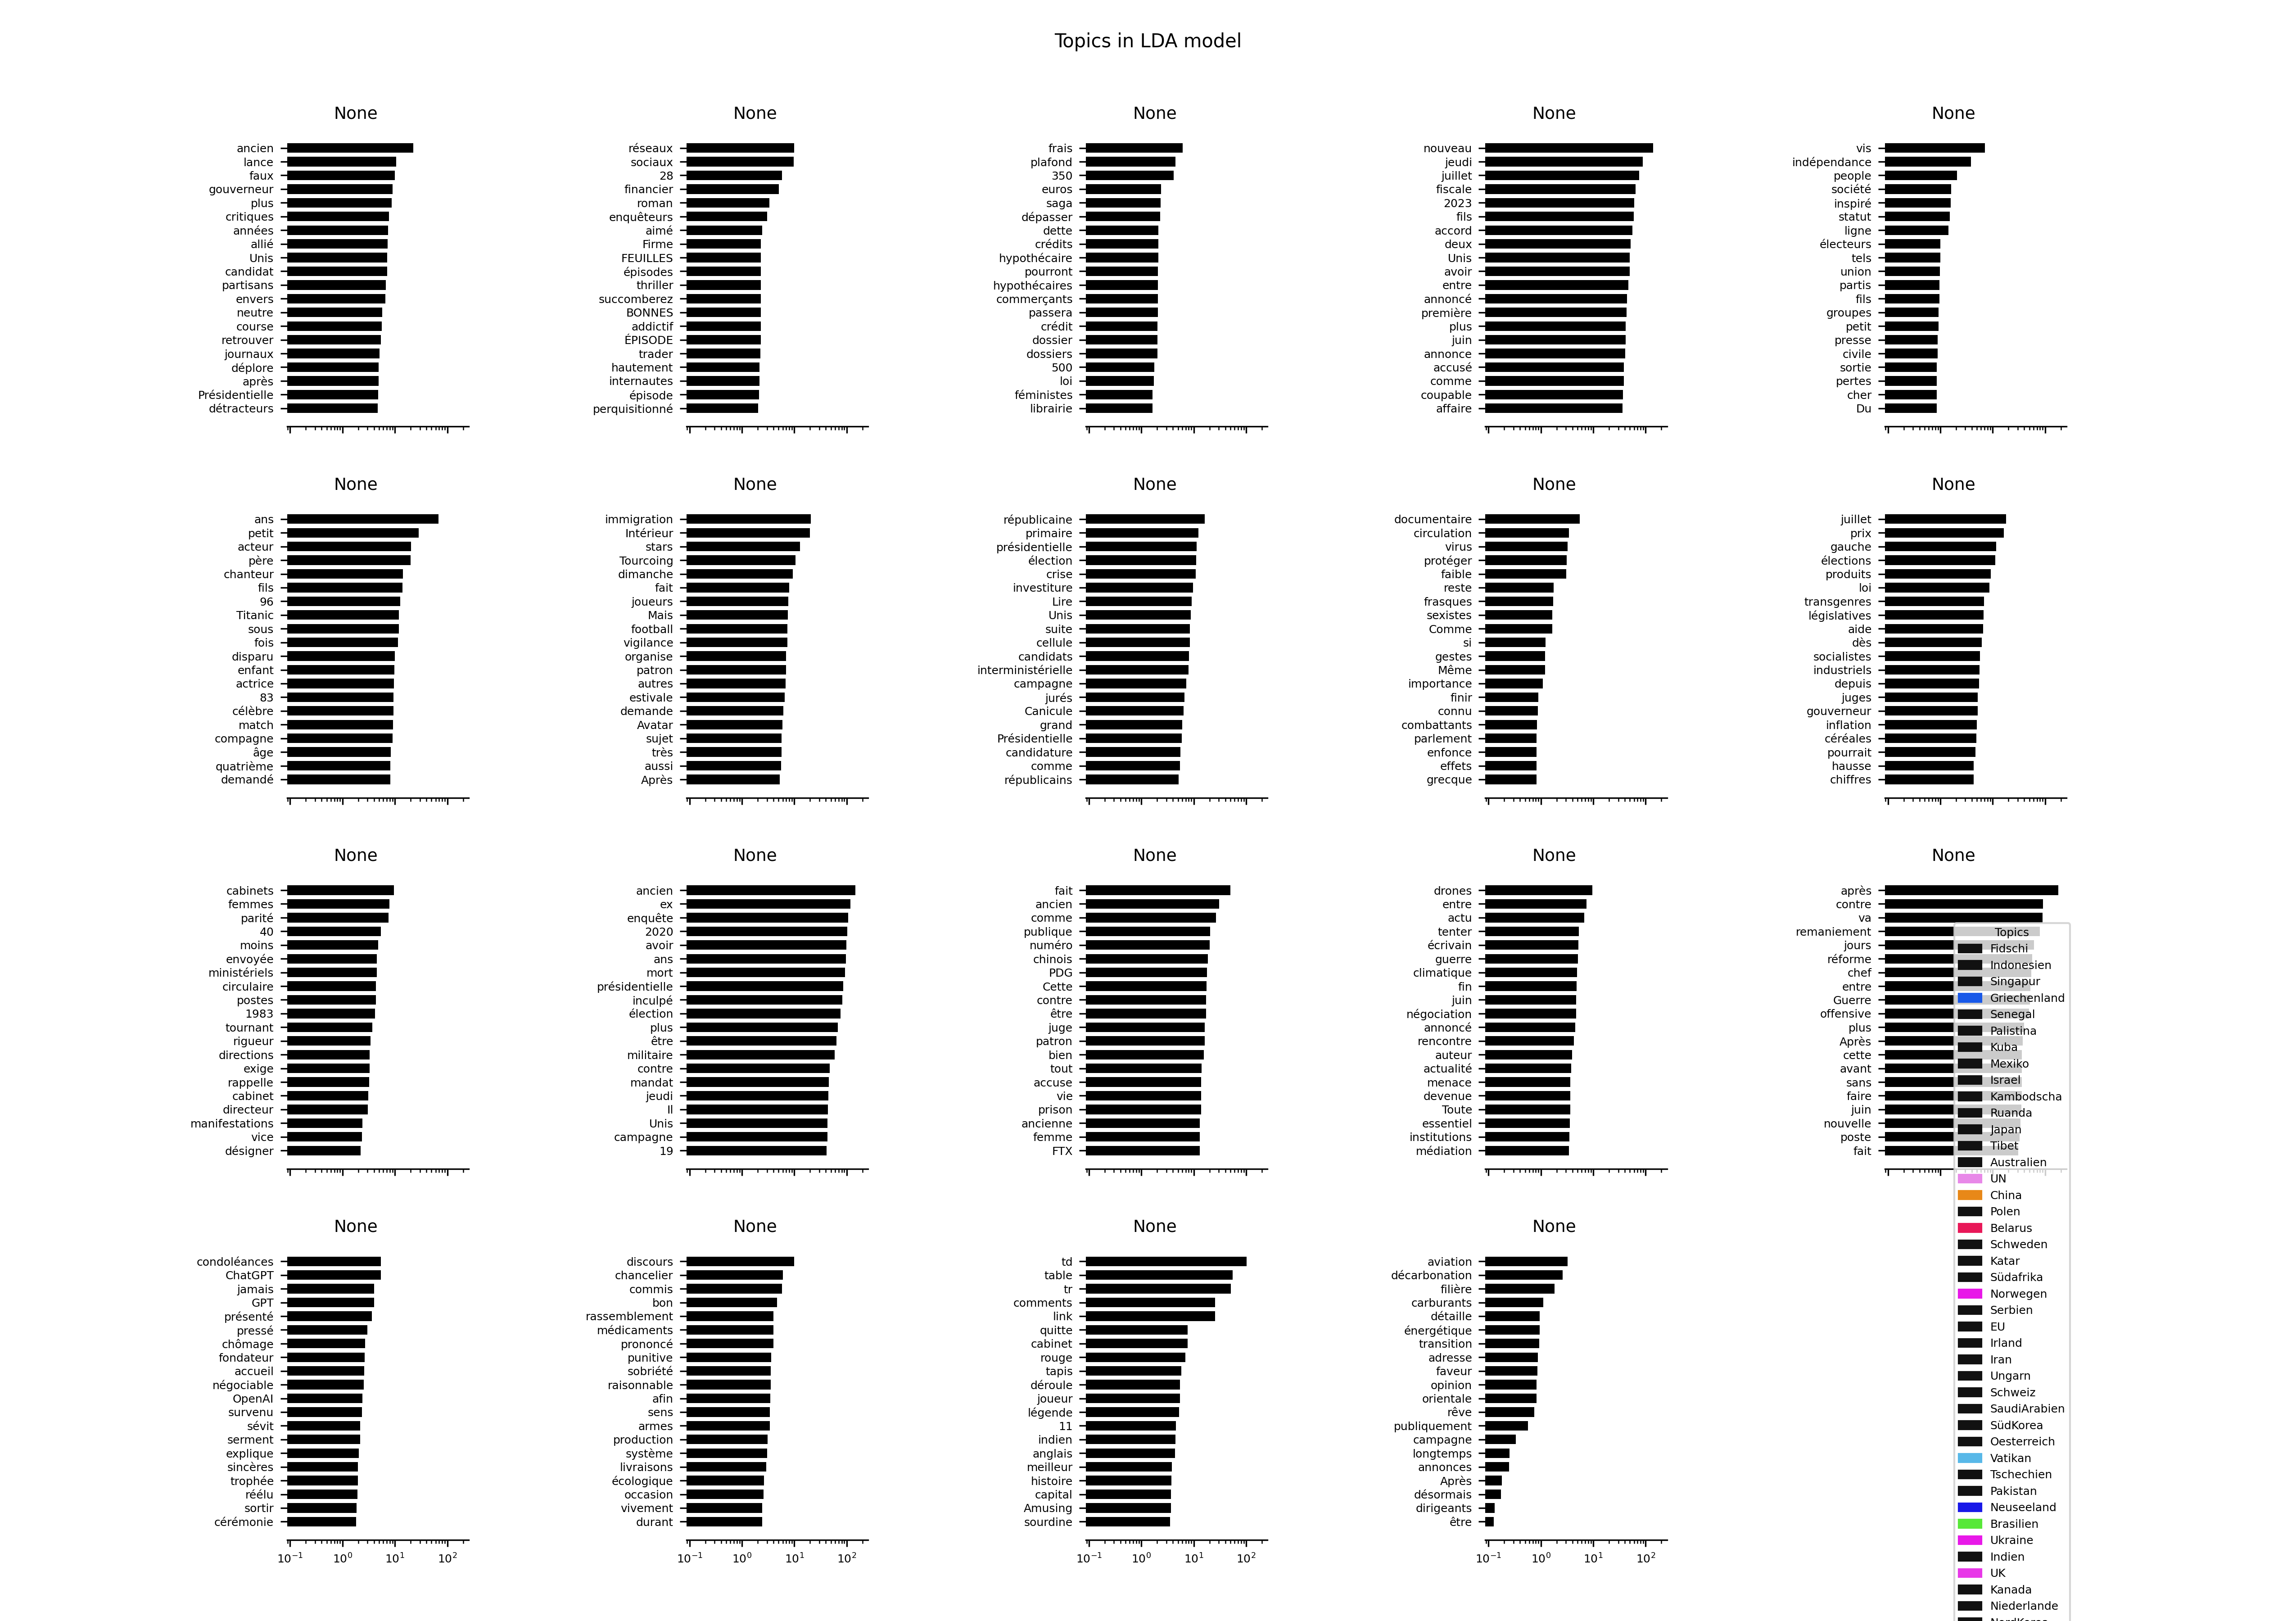 Topics in LDA model
None
ancien
lance
faux
gouverneur
plus
critiques
années
allié
Unis
candidat
partisans
envers
neutre
course
retrouver
journaux
déplore
après
Présidentielle
détracteurs
None
réseaux
sociaux
28
financier
roman
enquêteurs
aimé
Firme
FEUILLES
épisodes
thriller
succomberez
BONNES
addictif
ÉPISODE
trader
hautement
internautes
épisode
perquisitionné
None
frais
plafond
350
euros
saga
dépasser
dette
crédits
hypothécaire
pourront
hypothécaires
commerçants
passera
crédit
dossier
dossiers
500
loi
féministes
librairie
None
nouveau
jeudi
juillet
fiscale
2023
fils
accord
deux
Unis
avoir
entre
annoncé
première
plus
juin
annonce
accusé
comme
coupable
affaire
None
vis
indépendance
people
société
inspiré
statut
ligne
électeurs
tels
union
partis
fils
groupes
petit
presse
civile
sortie
pertes
cher
Du
None
ans
petit
acteur
père
chanteur
fils
96
Titanic
sous
fois
disparu
enfant
actrice
83
célèbre
match
compagne
âge
quatrième
demandé
None
immigration
Intérieur
stars
Tourcoing
dimanche
fait
joueurs
Mais
football
vigilance
organise
patron
autres
estivale
demande
Avatar
sujet
très
aussi
Après
None
républicaine
primaire
présidentielle
élection
crise
investiture
Lire
Unis
suite
cellule
candidats
interministérielle
campagne
jurés
Canicule
grand
Présidentielle
candidature
comme
républicains
None
documentaire
circulation
virus
protéger
faible
reste
frasques
sexistes
Comme
si
gestes
Même
importance
finir
connu
combattants
parlement
enfonce
effets
grecque
None
juillet
prix
gauche
élections
produits
loi
transgenres
législatives
aide
dès
socialistes
industriels
depuis
juges
gouverneur
inflation
céréales
pourrait
hausse
chiffres
None
cabinets
femmes
parité
40
moins
envoyée
ministériels
circulaire
postes
1983
tournant
rigueur
directions
exige
rappelle
cabinet
directeur
manifestations
vice
désigner
None
ancien
ex
enquête
2020
avoir
ans
mort
présidentielle
inculpé
élection
plus
être
militaire
contre
mandat
jeudi
Il
Unis
campagne
19
None
fait
ancien
comme
publique
numéro
chinois
PDG
Cette
contre
être
juge
patron
bien
tout
accuse
vie
prison
ancienne
femme
FTX
None
drones
entre
actu
tenter
écrivain
guerre
climatique
fin
juin
négociation
annoncé
rencontre
auteur
actualité
menace
devenue
Toute
essentiel
institutions
médiation
None
après
contre
va
remaniement
jours
réforme
chef
entre
Guerre
offensive
plus
Après
cette
avant
sans
faire
juin
nouvelle
poste
fait
None
condoléances
ChatGPT
jamais
GPT
présenté
pressé
chômage
fondateur
accueil
négociable
OpenAI
survenu
sévit
serment
explique
sincères
trophée
réélu
sortir
cérémonie
10⁻¹ 10⁰ 10¹ 10²
None
discours
chancelier
commis
bon
rassemblement
médicaments
prononcé
punitive
sobriété
raisonnable
afin
sens
armes
production
système
livraisons
écologique
occasion
vivement
durant
10⁻¹ 10⁰ 10¹ 10²
None
td
table
tr
comments
link
quitte
cabinet
rouge
tapis
déroule
joueur
légende
11
indien
anglais
meilleur
histoire
capital
Amusing
sourdine
10⁻¹ 10⁰ 10¹ 10²
None
aviation
décarbonation
filière
carburants
détaille
énergétique
transition
adresse
faveur
opinion
orientale
rêve
publiquement
campagne
longtemps
annonces
Après
désormais
dirigeants
être
10⁻¹ 10⁰ 10¹ 10²
Topics
Fidschi
Indonesien
Singapur
Griechenland
Senegal
Palistina
Kuba
Mexiko
Israel
Kambodscha
Ruanda
Japan
Tibet
Australien
UN
China
Polen
Belarus
Schweden
Katar
Südafrika
Norwegen
Serbien
EU
Irland
Iran
Ungarn
Schweiz
SaudiArabien
SüdKorea
Oesterreich
Vatikan
Tschechien
Pakistan
Neuseeland
Brasilien
Ukraine
Indien
UK
Kanada
Niederlande